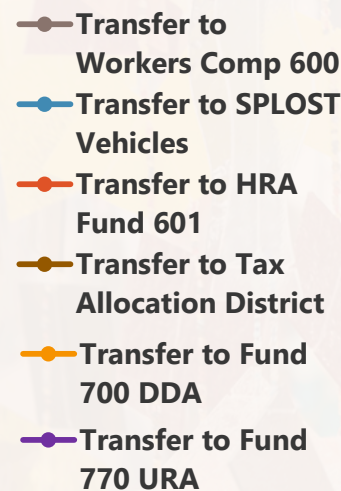 Transfer to
Workers Comp 600
Transfer to SPLOST
Vehicles
Transfer to HRA
Fund 601
Transfer to Tax
Allocation District
Transfer to Fund
700 DDA
Transfer to Fund
770 URA